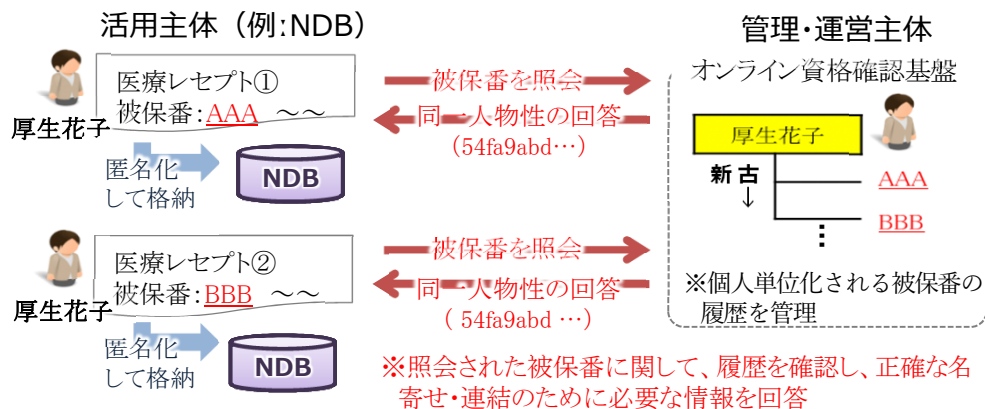 活用主体（例:NDB）
医療レセプト①
被保番:AAA　～～
厚生花子
匿名化
して格納
NDB
被保番を照会
同一人物性の回答
(54fa9abd…)
管理・運営主体
オンライン資格確認基盤
厚生花子
新 古
↓
AAA
BBB
⋮
※個人単位化される被保番の
履歴を管理
医療レセプト②
被保番:BBB　～～
厚生花子
匿名化
して格納
NDB
被保番を照会
同一人物性の回答
( 54fa9abd …)
※照会された被保番に関して、履歴を確認し、正確な名
寄せ・連結のために必要な情報を回答